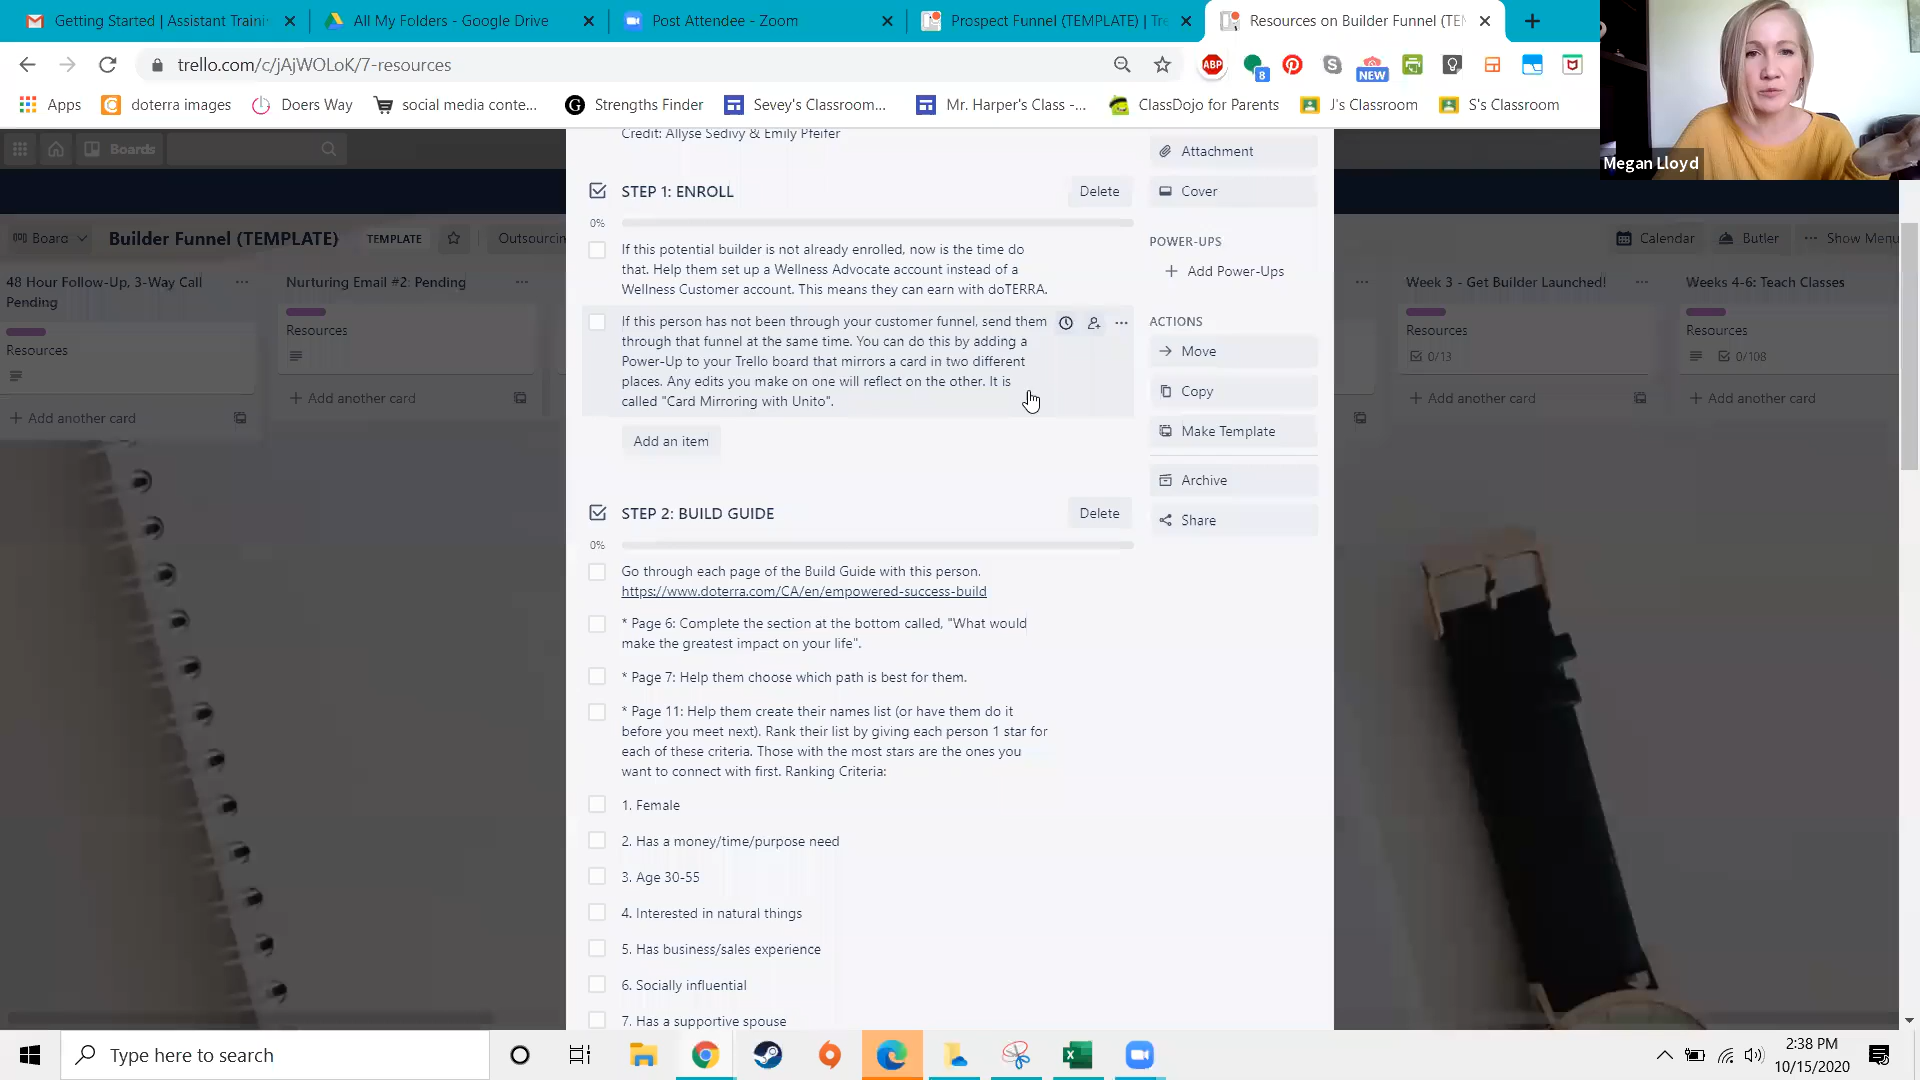 Getting Started | Assistant Traini
All My Folders - Google Drive
Post Attendee - Zoom
Prospect Funnel (TEMPLATE) | Tre
Resources on Builder Funnel (TEM
trello.com/c/jAjWOLoK/7-resources
ABP
8
NEW
Apps
doterra images
Doers Way
social media conte...
Strengths Finder
Sevey's Classroom...
Mr. Harper's Class -...
ClassDojo for Parents
J's Classroom
S's Classroom
Megan Lloyd
Boards
Board
Builder Funnel (TEMPLATE)
TEMPLATE
Outsourcin
Calendar
Butler
Show Menu
48 Hour Follow-Up, 3-Way Call
Pending
Resources
Add another card
Nurturing Email #2: Pending
Resources
Add another card
Credit: Allyse Sedivy & Emily Pfeifer
STEP 1: ENROLL
Delete
0%
If this potential builder is not already enrolled, now is the time do
that. Help them set up a Wellness Advocate account instead of a
Wellness Customer account. This means they can earn with doTERRA.
If this person has not been through your customer funnel, send them
through that funnel at the same time. You can do this by adding a
Power-Up to your Trello board that mirrors a card in two different
places. Any edits you make on one will reflect on the other. It is
called "Card Mirroring with Unito".
Add an item
STEP 2: BUILD GUIDE
Delete
0%
Go through each page of the Build Guide with this person.
https://www.doterra.com/CA/en/empowered-success-build
* Page 6: Complete the section at the bottom called, "What would
make the greatest impact on your life".
* Page 7: Help them choose which path is best for them.
* Page 11: Help them create their names list (or have them do it
before you meet next). Rank their list by giving each person 1 star for
each of these criteria. Those with the most stars are the ones you
want to connect with first. Ranking Criteria:
1. Female
2. Has a money/time/purpose need
3. Age 30-55
4. Interested in natural things
5. Has business/sales experience
6. Socially influential
7. Has a supportive spouse
Attachment
Cover
POWER-UPS
Add Power-Ups
ACTIONS
Move
Copy
Make Template
Archive
Share
Week 3 - Get Builder Launched!
Resources
0/13
Add another card
Weeks 4-6: Teach Classes
Resources
0/108
Add another card
Type here to search
2:38 PM
10/15/2020